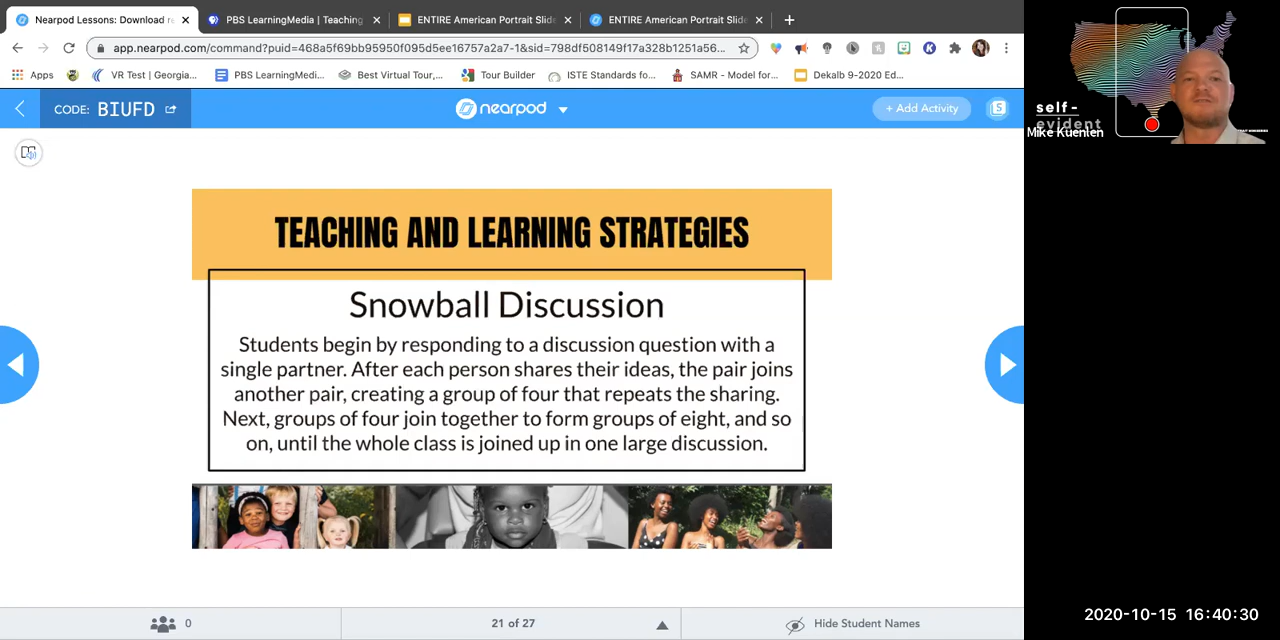 Nearpod Lessons: Download re
PBS LearningMedia | Teaching
ENTIRE American Portrait Slide
ENTIRE American Portrait Slide
app.nearpod.com/command?puid=468a5f69bb95950f095d5ee16757a2a7-1&sid=798df508149f17a328b1251a56...
Apps
VR Test | Georgia...
PBS LearningMedi...
Best Virtual Tour,...
Tour Builder
ISTE Standards fo...
SAMR - Model for...
Dekalb 9-2020 Ed...
CODE: BIUFD
nearpod
+ Add Activity
S
self-
evident
Mike Kuenlen
TEACHING AND LEARNING STRATEGIES
Snowball Discussion
Students begin by responding to a discussion question with a
single partner. After each person shares their ideas, the pair joins
another pair, creating a group of four that repeats the sharing.
Next, groups of four join together to form groups of eight, and so
on, until the whole class is joined up in one large discussion.
0
21 of 27
Hide Student Names
2020-10-15 16:40:30